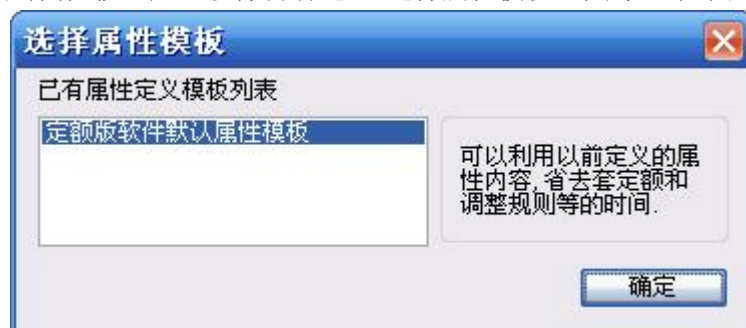 选择属性模板
已有属性定义模板列表
定额版软件默认属性模板
可以利用以前定义的属
性内容,省去套定额和
调整规则等的时间.
确定